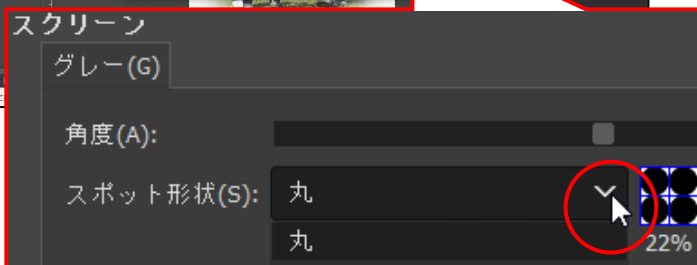 スクリーン
グレー(G)
角度(A):
スポット形状(S): 丸
丸
22%